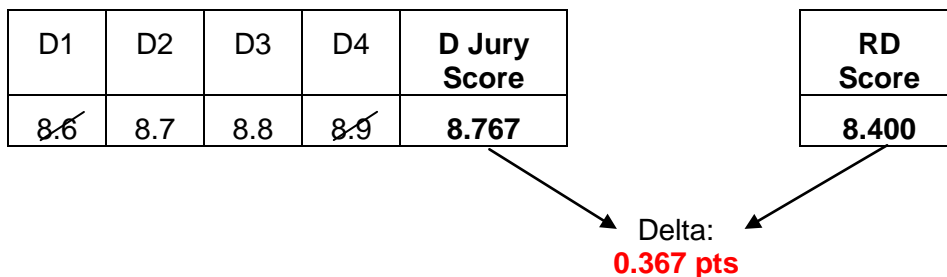 D1 D2 D3 D4 D Jury Score RD Score
8.6 8.7 8.8 8.9 8.767 8.400
Delta:
0.367 pts